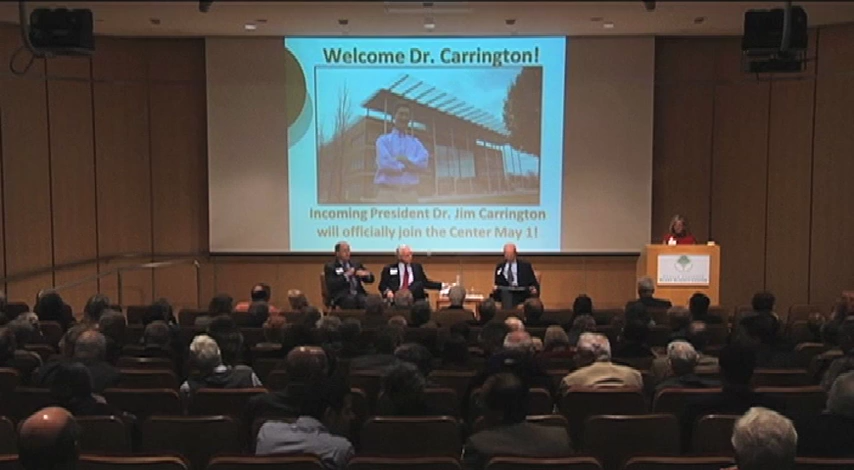 Welcome Dr. Carrington!
Incoming President Dr. Jim Carrington
will officially join the Center May 1!